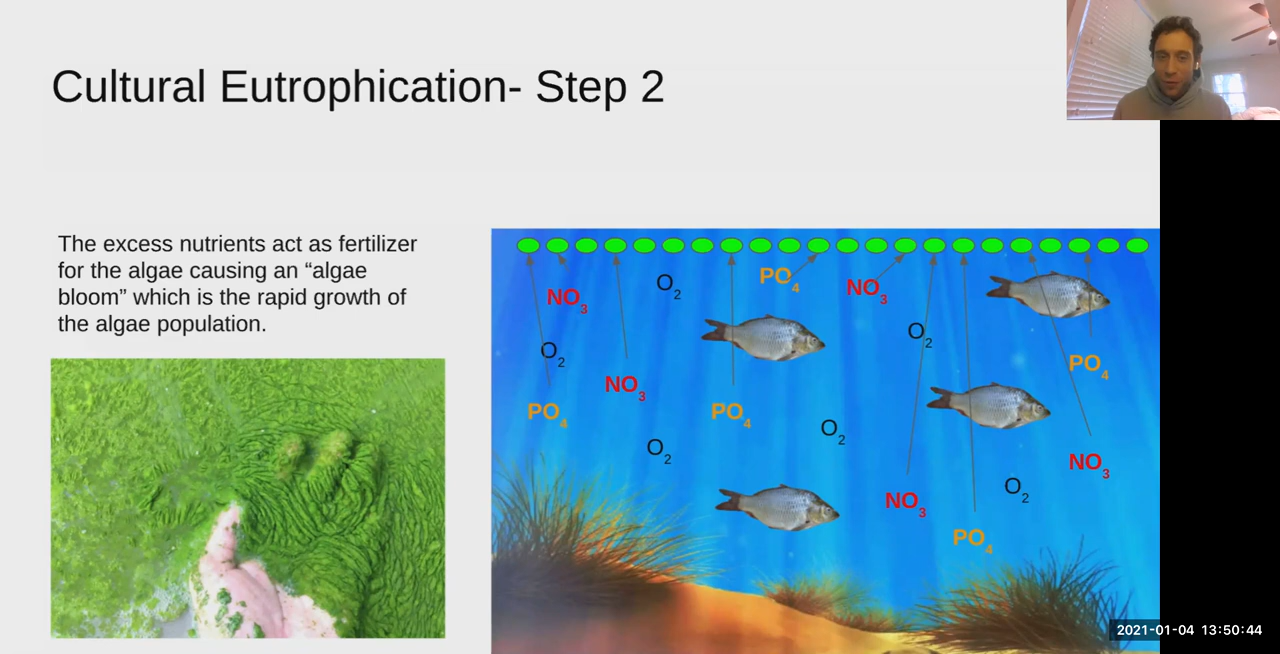 Cultural Eutrophication- Step 2
The excess nutrients act as fertilizer
for the algae causing an “algae
bloom” which is the rapid growth of
the algae population.
O2
PO4
NO3
NO3
O2
O2
PO4
NO3
PO4
PO4
O2
O2
NO3
O2
NO3
PO4
2021-01-04 13:50:44